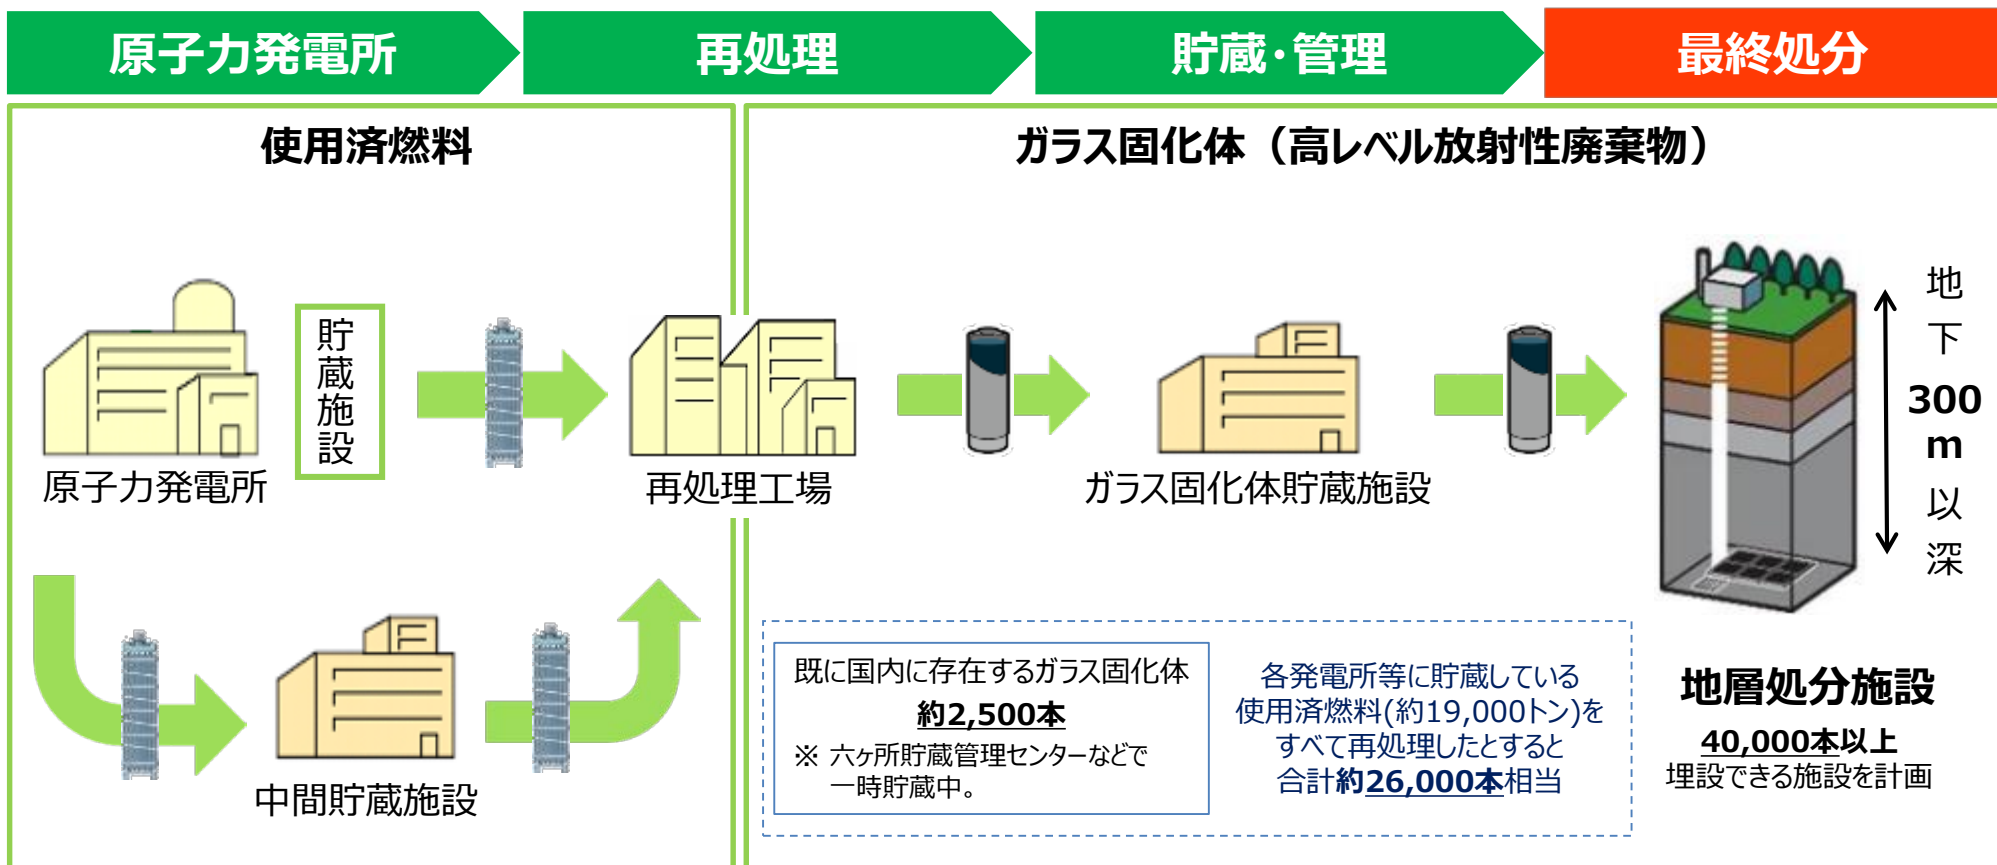 原子力発電所
再処理
貯蔵・管理
最終処分
使用済燃料
ガラス固化体（高レベル放射性廃棄物）
原子力発電所
貯蔵施設
再処理工場
中間貯蔵施設
ガラス固化体貯蔵施設
地下300m以深
既に国内に存在するガラス固化体
約2,500本
※ 六ヶ所貯蔵管理センターなどで
一時貯蔵中。
各発電所等に貯蔵している
使用済燃料(約19,000トン)を
すべて再処理したとすると
合計約26,000本相当
地層処分施設
40,000本以上
埋設できる施設を計画